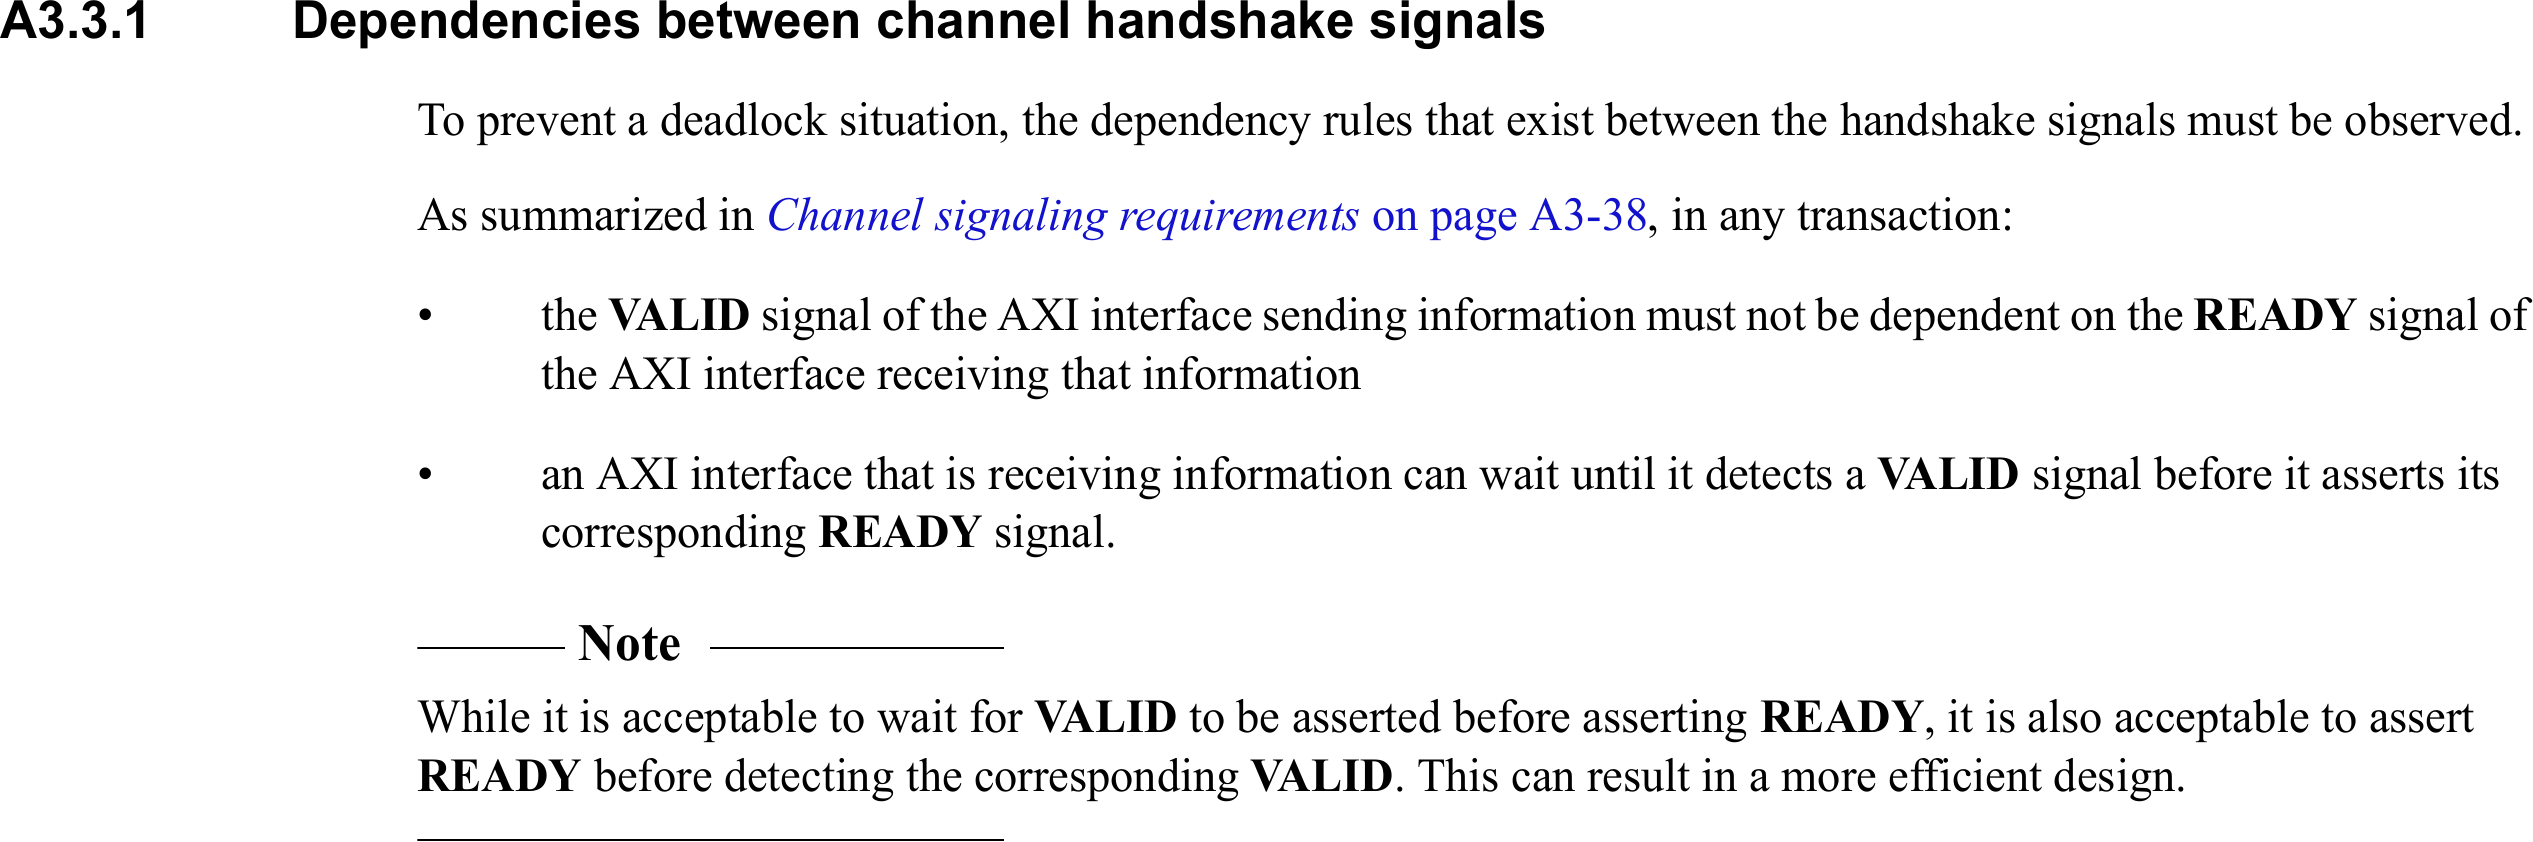 A3.3.1 Dependencies between channel handshake signals
To prevent a deadlock situation, the dependency rules that exist between the handshake signals must be observed.
As summarized in Channel signaling requirements on page A3-38, in any transaction:
• the VALID signal of the AXI interface sending information must not be dependent on the READY signal of
the AXI interface receiving that information
• an AXI interface that is receiving information can wait until it detects a VALID signal before it asserts its
corresponding READY signal.
Note
While it is acceptable to wait for VALID to be asserted before asserting READY, it is also acceptable to assert
READY before detecting the corresponding VALID. This can result in a more efficient design.